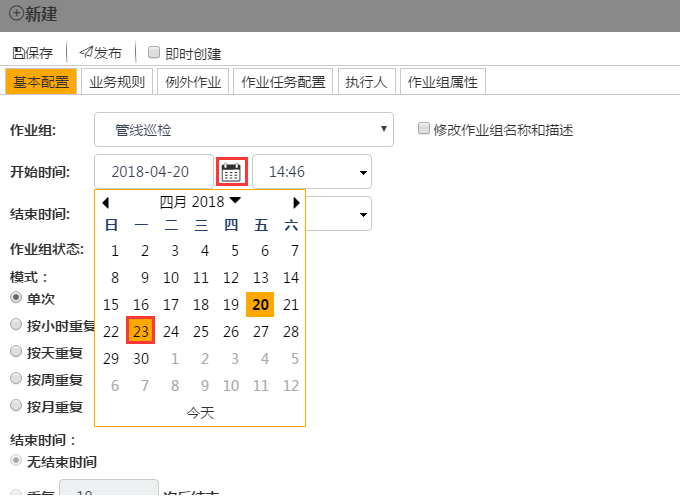 新建
保存 发布 即时创建
基本配置 业务规则 例外作业 作业任务配置 执行人 作业组属性
作业组: 管线巡检 修改作业组名称和描述
开始时间: 2018-04-20 14:46
四月 2018
结束时间:
日 一 二 三 四 五 六
1 2 3 4 5 6 7
作业组状态:
8 9 10 11 12 13 14
模式：
单次
15 16 17 18 19 20 21
按小时重复
22 23 24 25 26 27 28
按天重复
29 30 1 2 3 4 5
按周重复
6 7 8 9 10 11 12
按月重复
今天
结束时间：
无结束时间
重复 10 次后结束